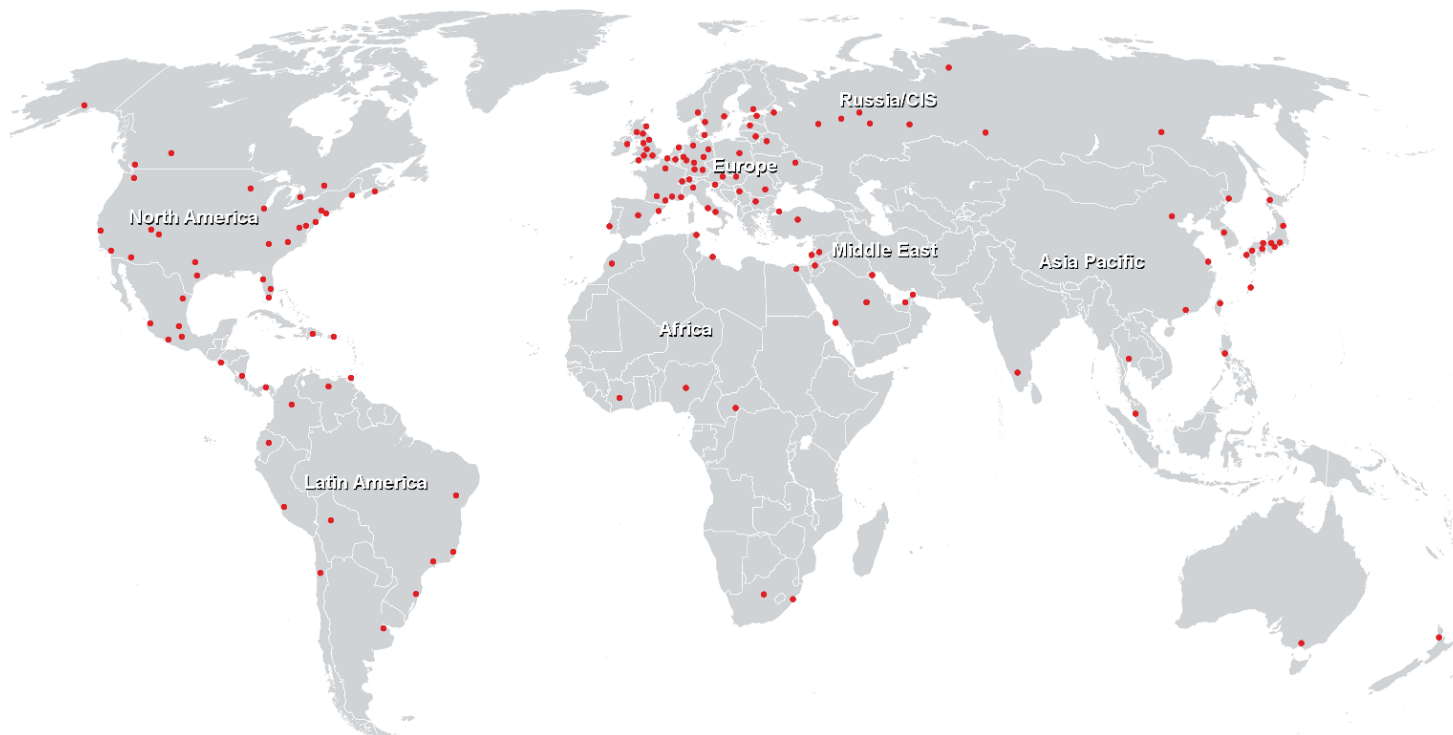 Russia/CIS
Europe
North America
Middle East
Asia Pacific
Africa
Latin America